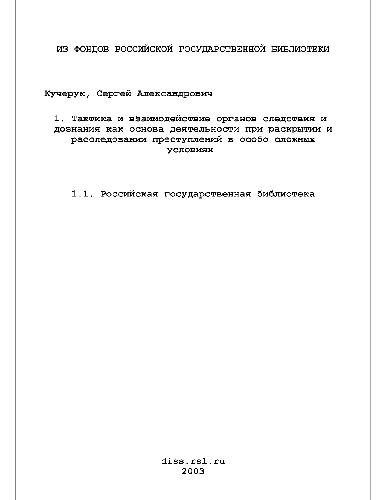 ИЗ ФОНДОВ РОССИЙСКОЙ ГОСУДАРСТВЕННОЙ БИБЛИОТЕКИ
Кучерук, Сергей Александрович
1. Тактика и взаимодействие органов следствия и
дознания как основа деятельности при раскрытии и
расследовании преступлений в особо сложных
условиях
1.1. Российская государственная библиотека
diss.rsl.ru
2003